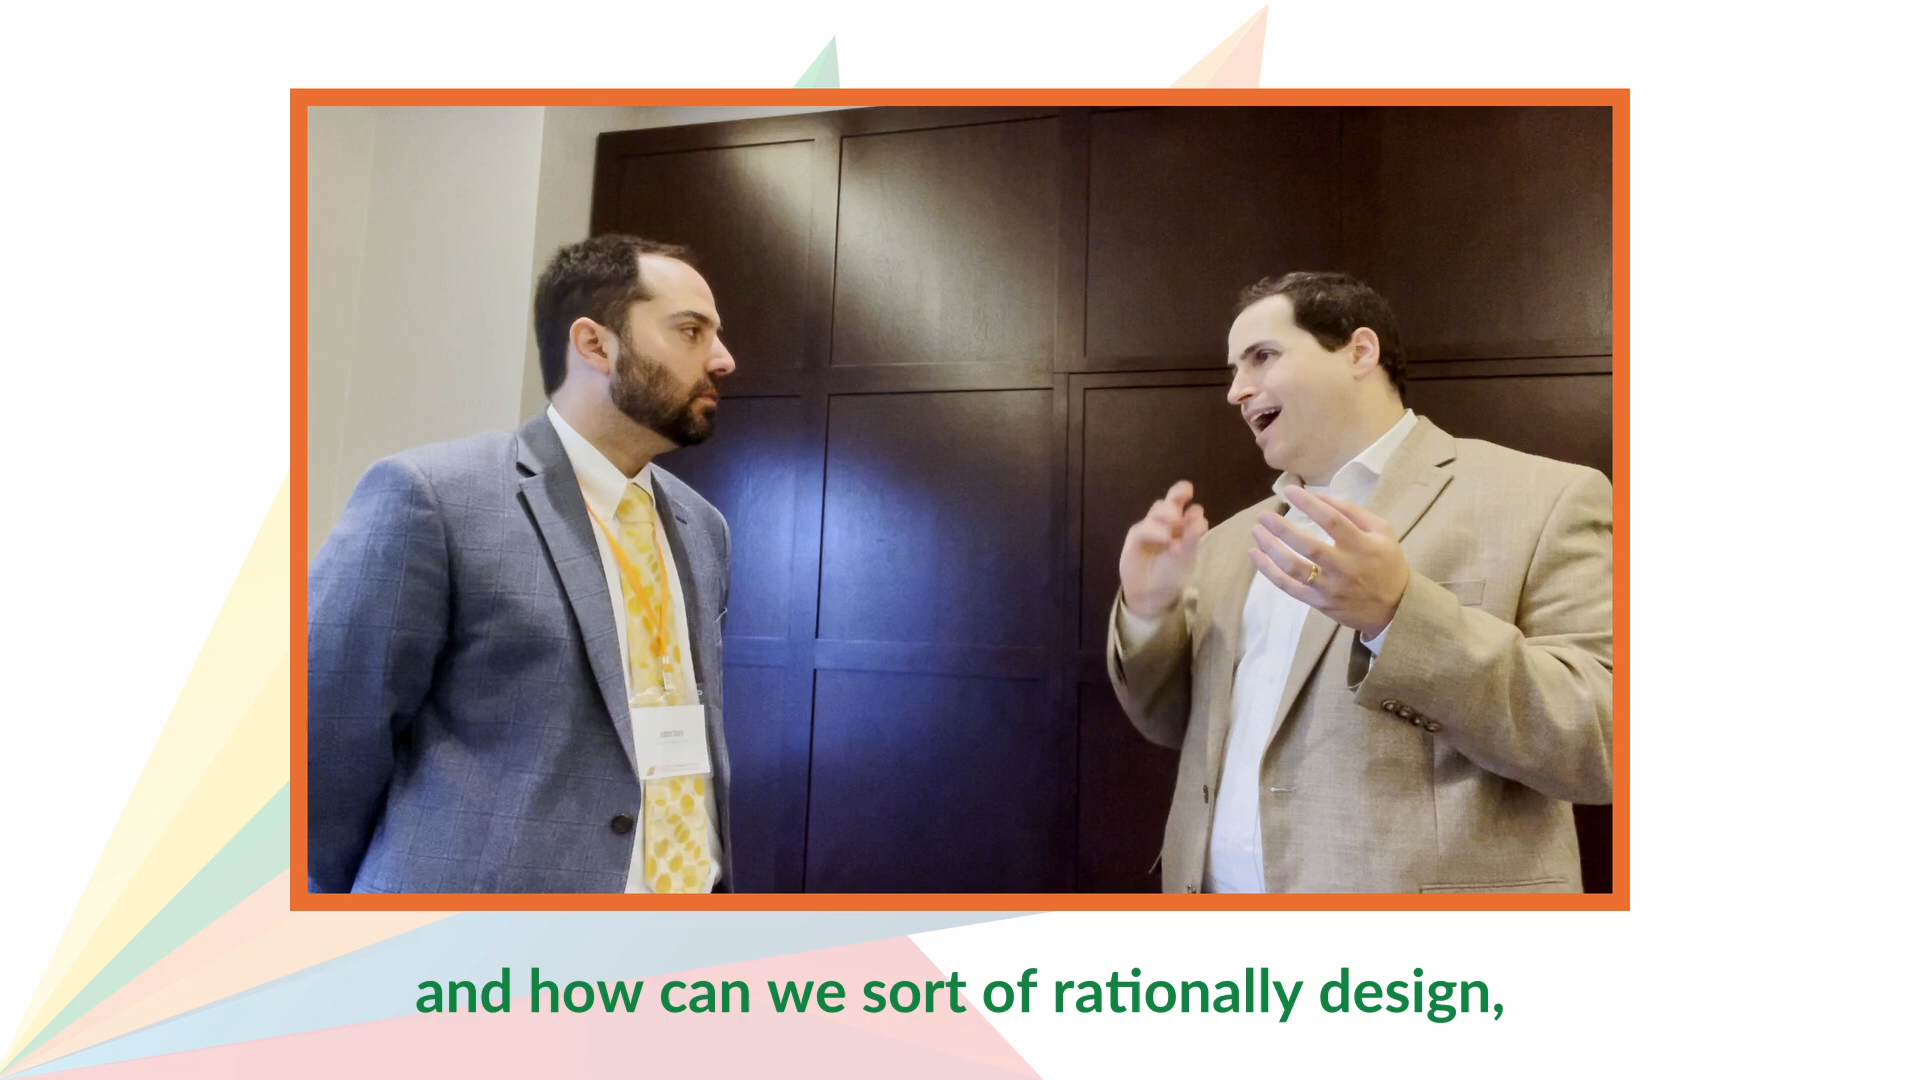 and how can we sort of rationally design,